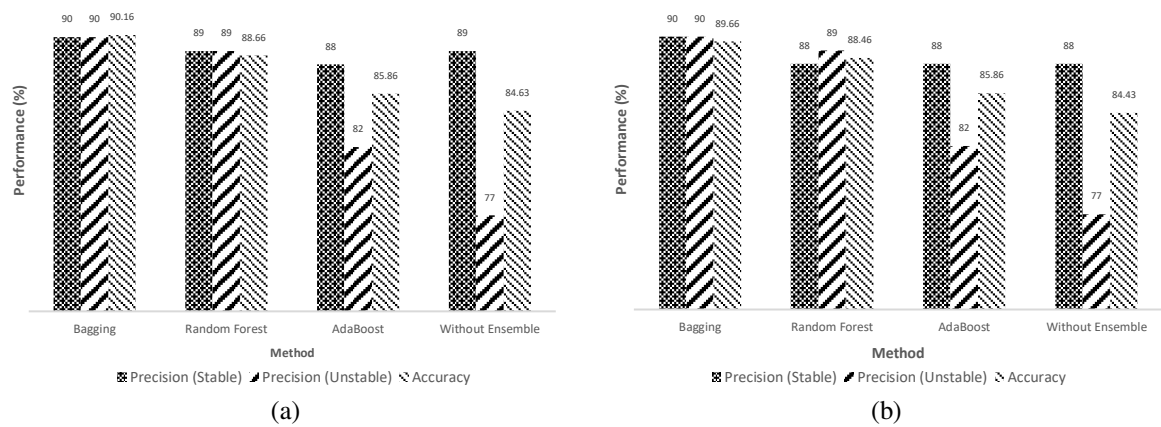 90 90 90.16
89 89 88.66
88 82 85.86
89 77 84.63
Performance (%)
Bagging Random Forest AdaBoost Without Ensemble
Method
Precision (Stable) Precision (Unstable) Accuracy
(a)
90 90 89.66
88 89 88.46
88 82 85.86
88 77 84.43
Performance (%)
Bagging Random Forest AdaBoost Without Ensemble
Method
Precision (Stable) Precision (Unstable) Accuracy
(b)